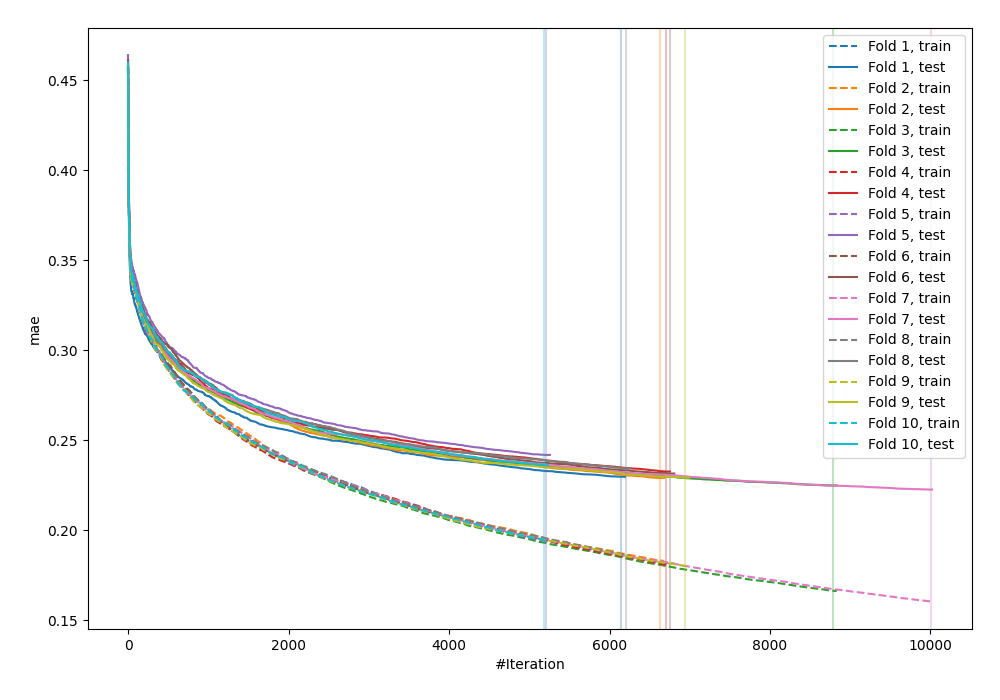 mae
0.45
0.40
0.35
0.30
0.25
0.20
0.15
0 2000 4000 6000 8000 10000
#Iteration
Fold 1, train
Fold 1, test
Fold 2, train
Fold 2, test
Fold 3, train
Fold 3, test
Fold 4, train
Fold 4, test
Fold 5, train
Fold 5, test
Fold 6, train
Fold 6, test
Fold 7, train
Fold 7, test
Fold 8, train
Fold 8, test
Fold 9, train
Fold 9, test
Fold 10, train
Fold 10, test